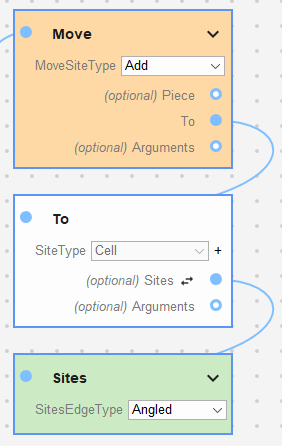 Move
MoveSiteType Add
(optional) Piece
To
(optional) Arguments
To
SiteType Cell +
(optional) Sites
(optional) Arguments
Sites
SitesEdgeType Angled